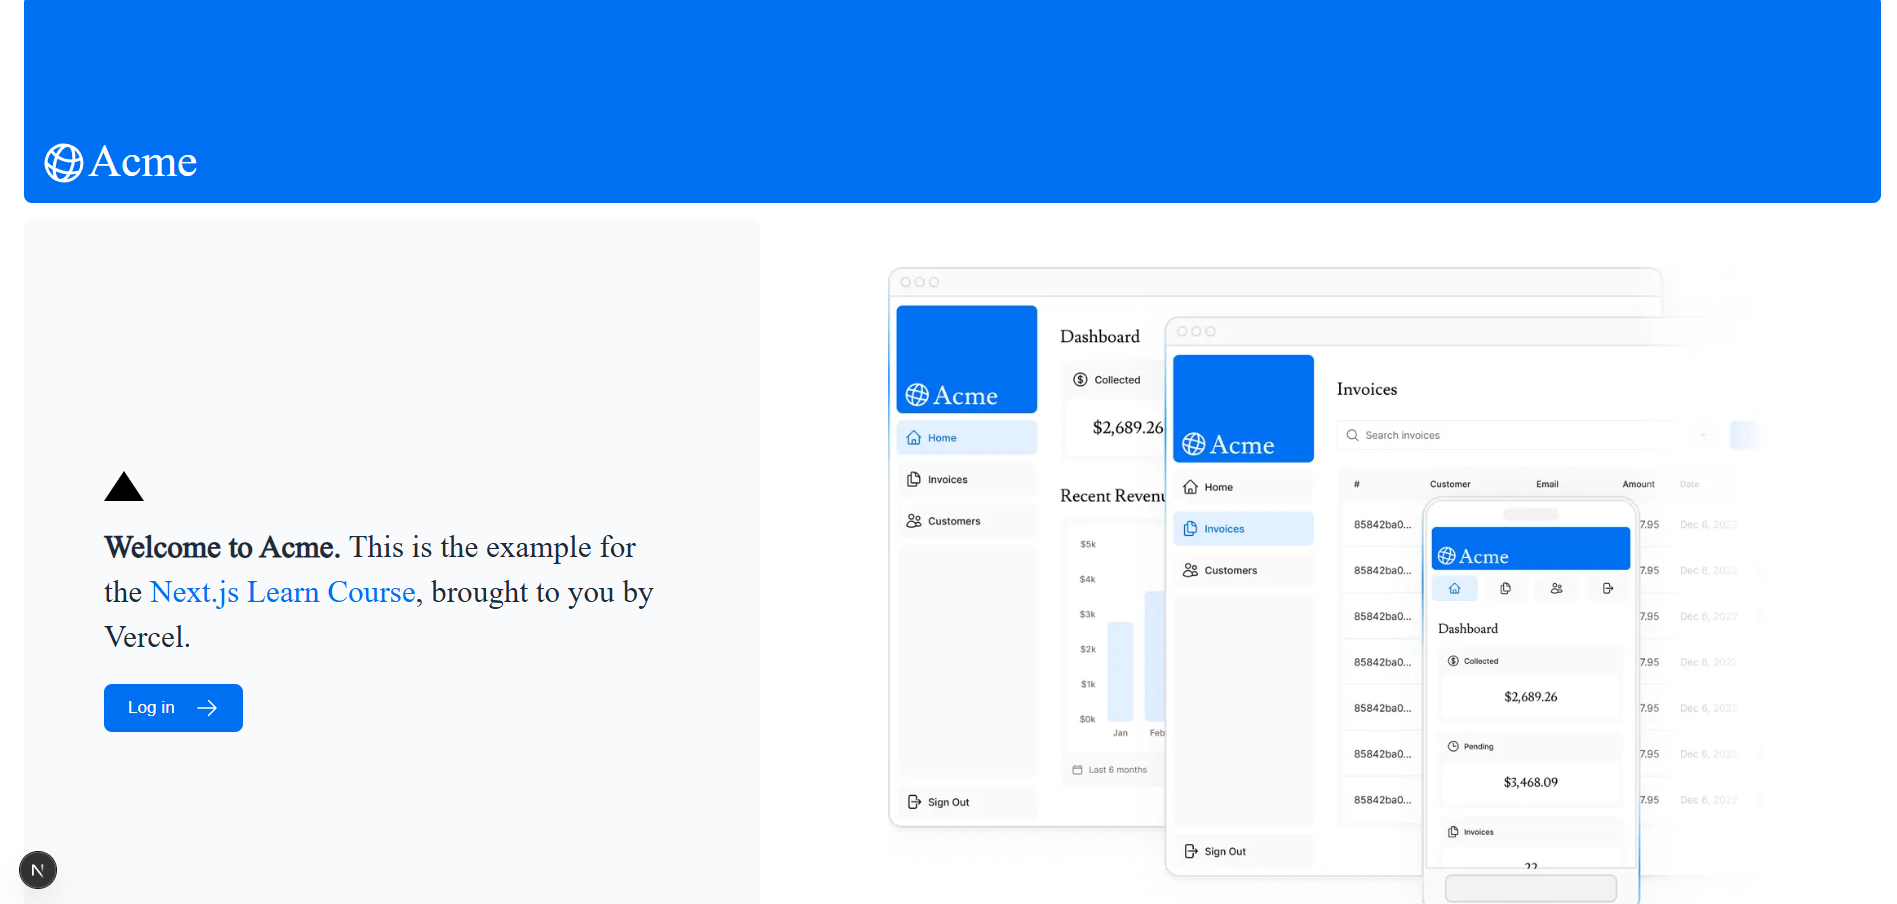 Acme
Welcome to Acme. This is the example for
the Next.js Learn Course, brought to you by
Vercel.
Log in
N
Acme
Home
Invoices
Customers
Sign Out
Dashboard
Collected
$2,689.26
Recent
$5k
$4k
$3k
$2k
$1k
$0k
Jan Feb
Last 6 months
Acme
Home
Invoices
Customers
Sign Out
Invoices
Search invoices
# Customer Email Amount Date
85842ba0... 7.95 Dec 6, 2022
85842ba0... 7.95 Dec 6, 2022
85842ba0... 7.95 Dec 6, 2022
85842ba0... 7.95 Dec 6, 2022
85842ba0... 7.95 Dec 6, 2022
85842ba0... 7.95 Dec 6, 2022
85842ba0... 7.95 Dec 6, 2022
Acme
Dashboard
Collected
$2,689.26
Pending
$3,468.09
Invoices
22